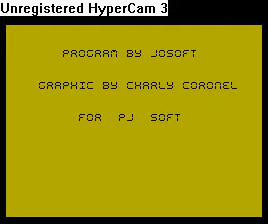 Unregistered HyperCam 3
PROGRAM BY JOSOFT
GRAPHIC BY CHARLY CORONEL
FOR PJ SOFT